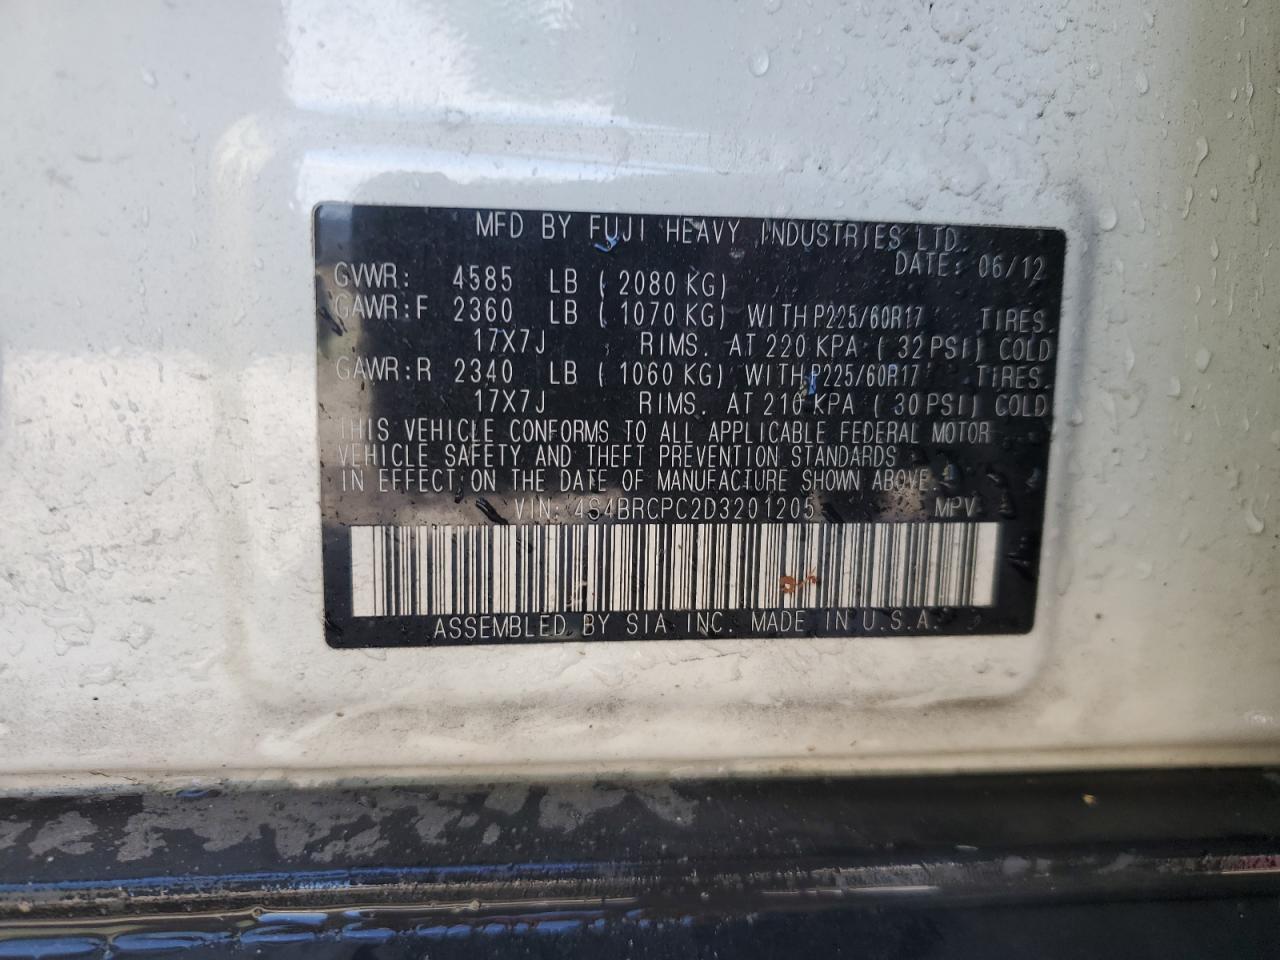 MFD BY FUJI HEAVY INDUSTRIES LTD.
DATE: 06/12
GVWR: 4585 LB ( 2080 KG)
GAWR:F 2360 LB ( 1070 KG) WITH P225/60R17 TIRES.
17X7J RIMS. AT 220 KPA ( 32 PSI) COLD
GAWR:R 2340 LB ( 1060 KG) WITH P225/60R17 TIRES.
17X7J RIMS. AT 210 KPA ( 30 PSI) COLD
THIS VEHICLE CONFORMS TO ALL APPLICABLE FEDERAL MOTOR
VEHICLE SAFETY AND THEFT PREVENTION STANDARDS
IN EFFECT ON THE DATE OF MANUFACTURE SHOWN ABOVE.
VIN: 4S4BRCPC2D3201205 MPV
ASSEMBLED BY SIA INC. MADE IN U.S.A.